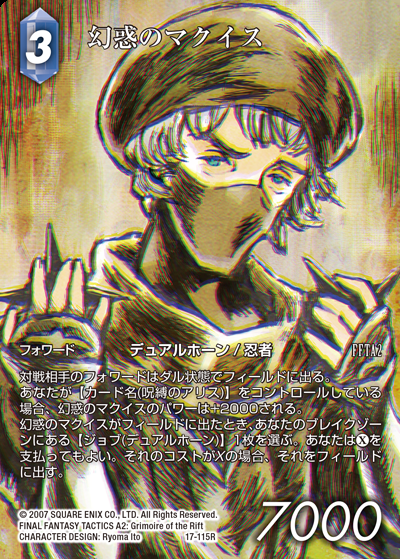 3
幻惑のマクイス
フォワード
デュアルホーン / 忍者
FFTA2
対戦相手のフォワードはダル状態でフィールドに出る。
あなたが【カード名(呪縛のアリス)】をコントロールしている
場合、幻惑のマクイスのパワーは+2000される。
幻惑のマクイスがフィールドに出たとき、あなたのブレイクゾー
ンにある【ジョブ(デュアルホーン)】1枚を選ぶ。あなたはⓍを
支払ってもよい。それのコストがXの場合、それをフィールド
に出す。
© 2007 SQUARE ENIX CO., LTD. All Rights Reserved.
FINAL FANTASY TACTICS A2: Grimoire of the Rift
CHARACTER DESIGN: Ryoma Ito
17-115R
7000